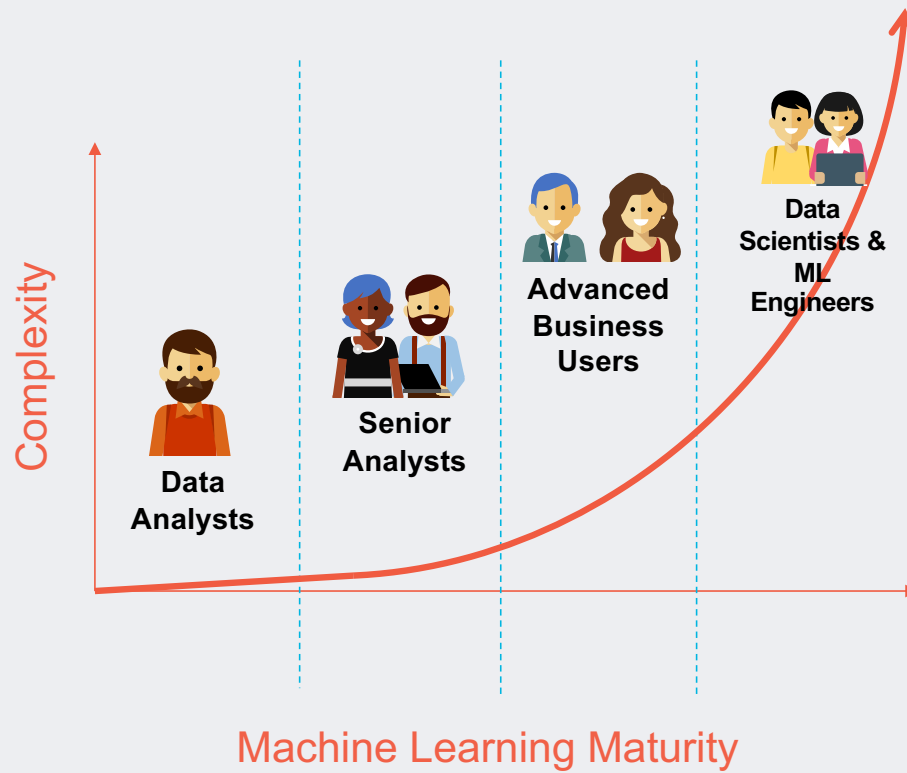 Complexity
Data
Analysts
Senior
Analysts
Advanced
Business
Users
Data
Scientists &
ML
Engineers
Machine Learning Maturity